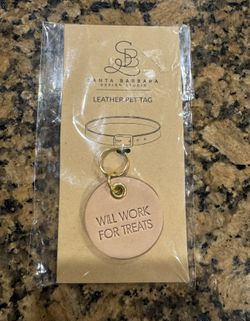 SB
SANTA BARBARA
DESIGN STUDIO
LEATHER PET TAG
WILL WORK
FOR TREATS